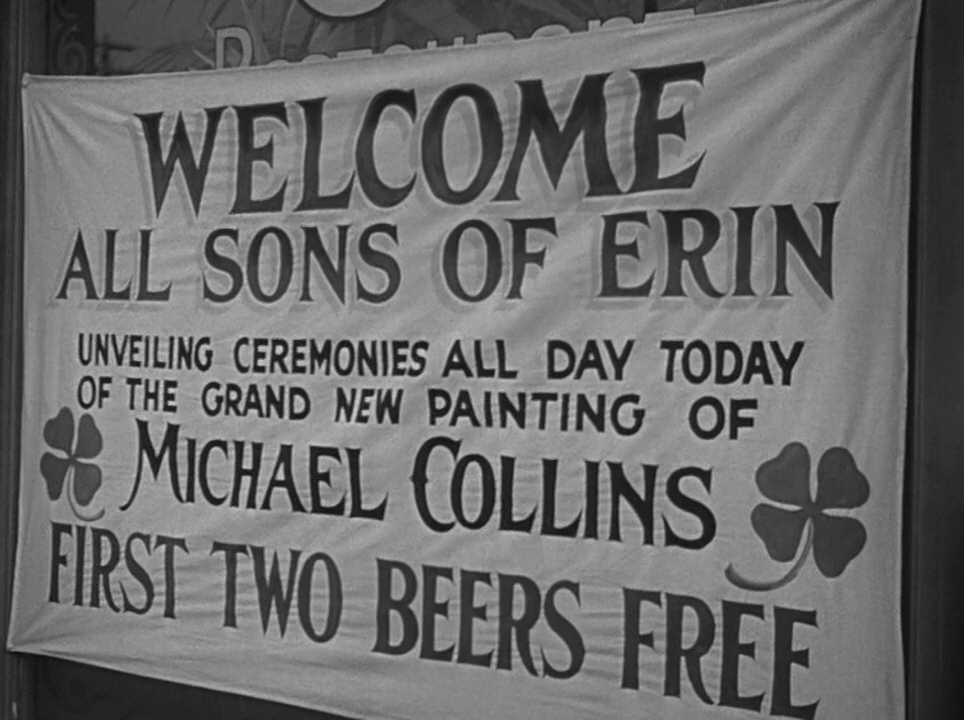 WELCOME
ALL SONS OF ERIN
UNVEILING CEREMONIES ALL DAY TODAY
OF THE GRAND NEW PAINTING OF
MICHAEL COLLINS
FIRST TWO BEERS FREE